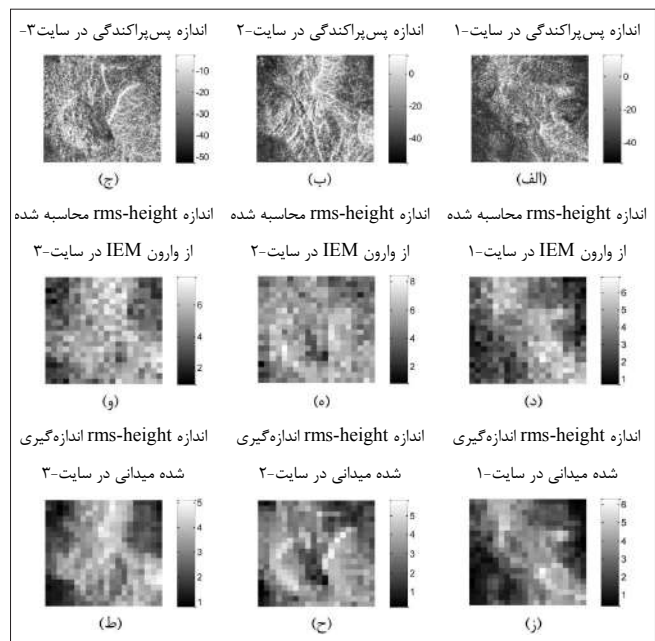 اندازه پس‌پراکندگی در سایت-۱
اندازه پس‌پراکندگی در سایت-۲
اندازه پس‌پراکندگی در سایت۳-
0
-20
-40
0
-20
-40
-10
-20
-30
-40
-50
(الف)
(ب)
(ج)
اندازه rms-height محاسبه شده
از وارون IEM در سایت-۱
اندازه rms-height محاسبه شده
از وارون IEM در سایت-۲
اندازه rms-height محاسبه شده
از وارون IEM در سایت-۳
6
5
4
3
2
1
8
6
4
2
6
4
2
(د)
(ه)
(و)
اندازه rms-height اندازه‌گیری
شده میدانی در سایت-۱
اندازه rms-height اندازه‌گیری
شده میدانی در سایت-۲
اندازه rms-height اندازه‌گیری
شده میدانی در سایت-۳
6
5
4
3
2
1
5
4
3
2
1
5
4
3
2
1
(ز)
(ح)
(ط)